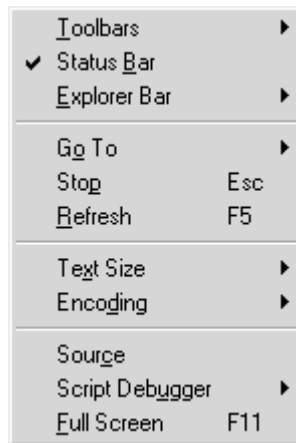 Toolbars
Status Bar
Explorer Bar
Go To
Stop Esc
Refresh F5
Text Size
Encoding
Source
Script Debugger
Full Screen F11